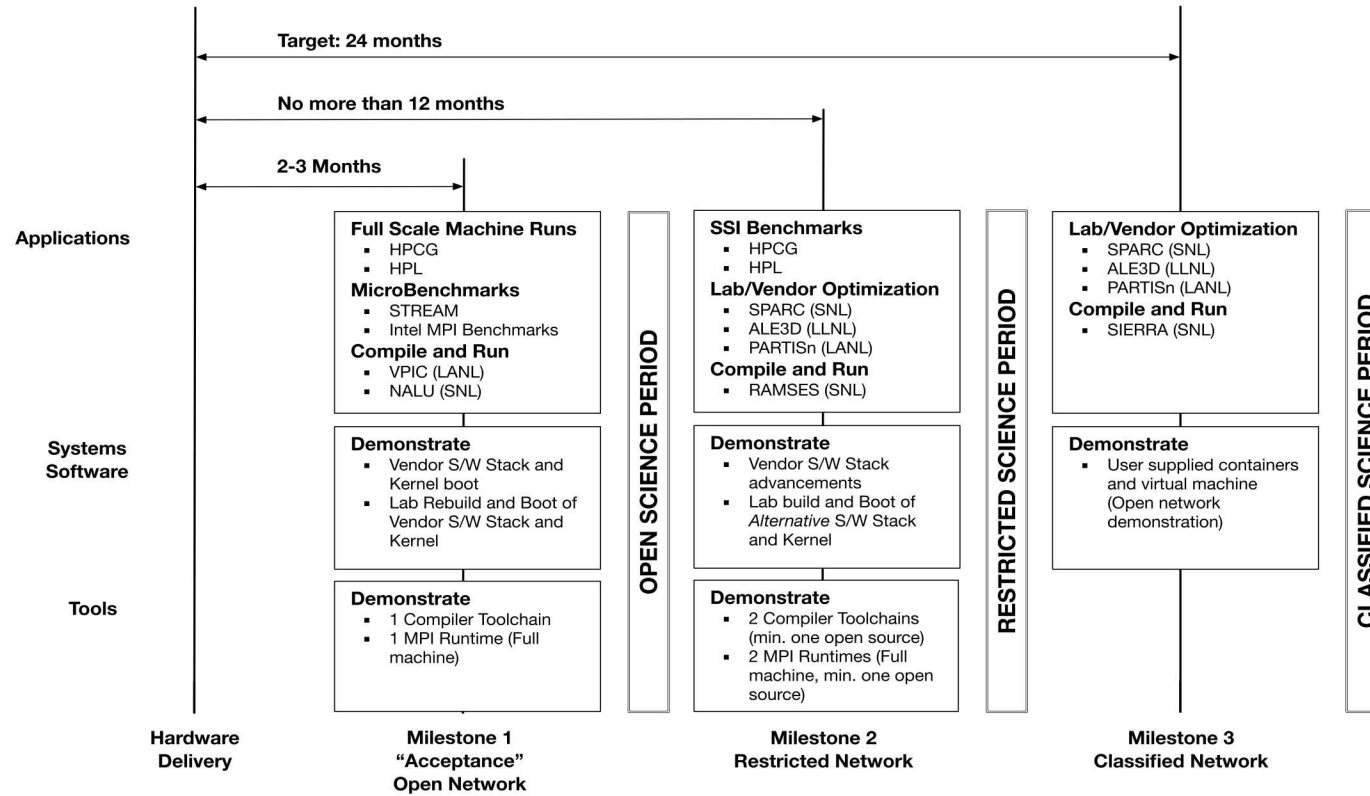 Target: 24 months
No more than 12 months
2-3 Months
Applications
Full Scale Machine Runs
▪ HPCG
▪ HPL
MicroBenchmarks
▪ STREAM
▪ Intel MPI Benchmarks
Compile and Run
▪ VPIC (LANL)
▪ NALU (SNL)
OPEN SCIENCE PERIOD
SSI Benchmarks
▪ HPCG
▪ HPL
Lab/Vendor Optimization
▪ SPARC (SNL)
▪ ALE3D (LLNL)
▪ PARTISn (LANL)
Compile and Run
▪ RAMSES (SNL)
RESTRICTED SCIENCE PERIOD
Lab/Vendor Optimization
▪ SPARC (SNL)
▪ ALE3D (LLNL)
▪ PARTISn (LANL)
Compile and Run
▪ SIERRA (SNL)
CLASSIFIED SCIENCE PERIOD
Systems
Software
Demonstrate
▪ Vendor S/W Stack and
Kernel boot
▪ Lab Rebuild and Boot of
Vendor S/W Stack and
Kernel
Demonstrate
▪ Vendor S/W Stack
advancements
▪ Lab build and Boot of
Alternative S/W Stack
and Kernel
Demonstrate
▪ User supplied containers
and virtual machine
(Open network
demonstration)
Tools
Demonstrate
▪ 1 Compiler Toolchain
▪ 1 MPI Runtime (Full
machine)
Demonstrate
▪ 2 Compiler Toolchains
(min. one open source)
▪ 2 MPI Runtimes (Full
machine, min. one open
source)
Hardware
Delivery
Milestone 1
“Acceptance”
Open Network
Milestone 2
Restricted Network
Milestone 3
Classified Network